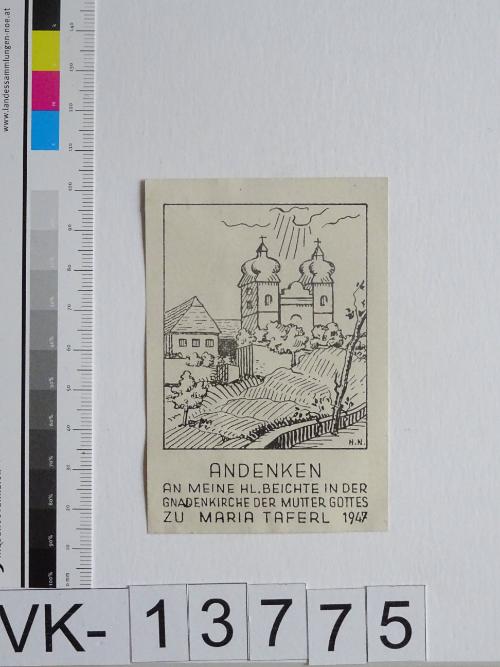 www.landessammlungen-noe.at
H.N.
ANDENKEN
AN MEINE HL. BEICHTE IN DER
GNADENKIRCHE DER MUTTER GOTTES
ZU MARIA TAFERL 1947
VK- 13775